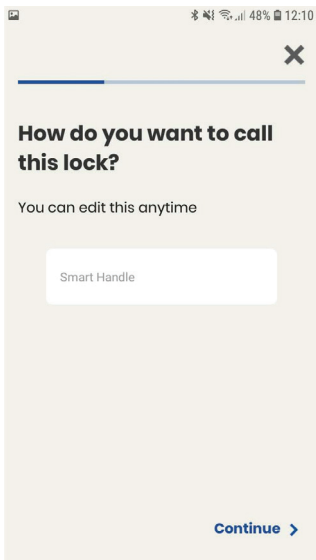 48% 12:10
How do you want to call
this lock?
You can edit this anytime
Smart Handle
Continue